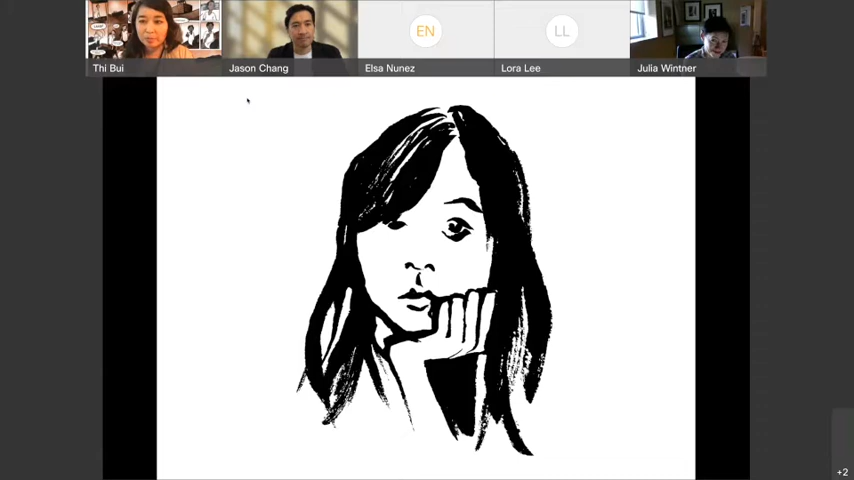 EN
LL
Thi Bui
Jason Chang
Elsa Nunez
Lora Lee
Julia Wintner
+2